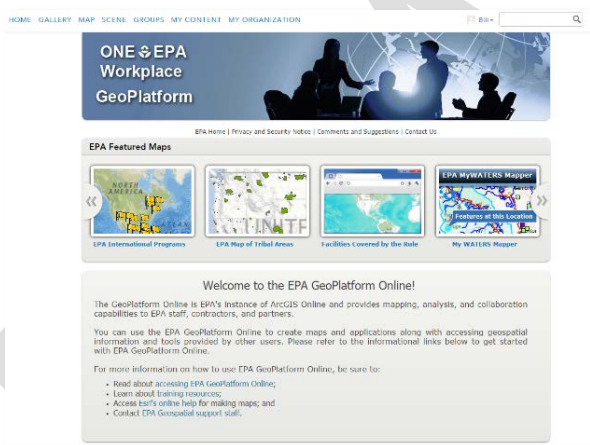 HOME GALLERY MAP SCENE GROUPS MY CONTENT MY ORGANIZATION
Bill
ONE EPA
Workplace
GeoPlatform
EPA Home | Privacy and Security Notice | Comments and Suggestions | Contact Us
EPA Featured Maps
NORTH
AMERICA
EPA MyWATERS Mapper
Features at this Location
EPA International Programs EPA Map of Tribal Areas Facilities Covered by the Rule My WATERS Mapper
Welcome to the EPA GeoPlatform Online!
The GeoPlatform Online is EPA's instance of ArcGIS Online and provides mapping, analysis, and collaboration
capabilities to EPA staff, contractors, and partners.
You can use the EPA GeoPlatform Online to create maps and applications along with accessing geospatial
information and tools provided by other users. Please refer to the informational links below to get started
with EPA GeoPlatform Online.
For more information on how to use EPA GeoPlatform Online, be sure to:
• Read about accessing EPA GeoPlatform Online;
• Learn about training resources;
• Access Esri's online help for making maps; and
• Contact EPA Geospatial support staff.